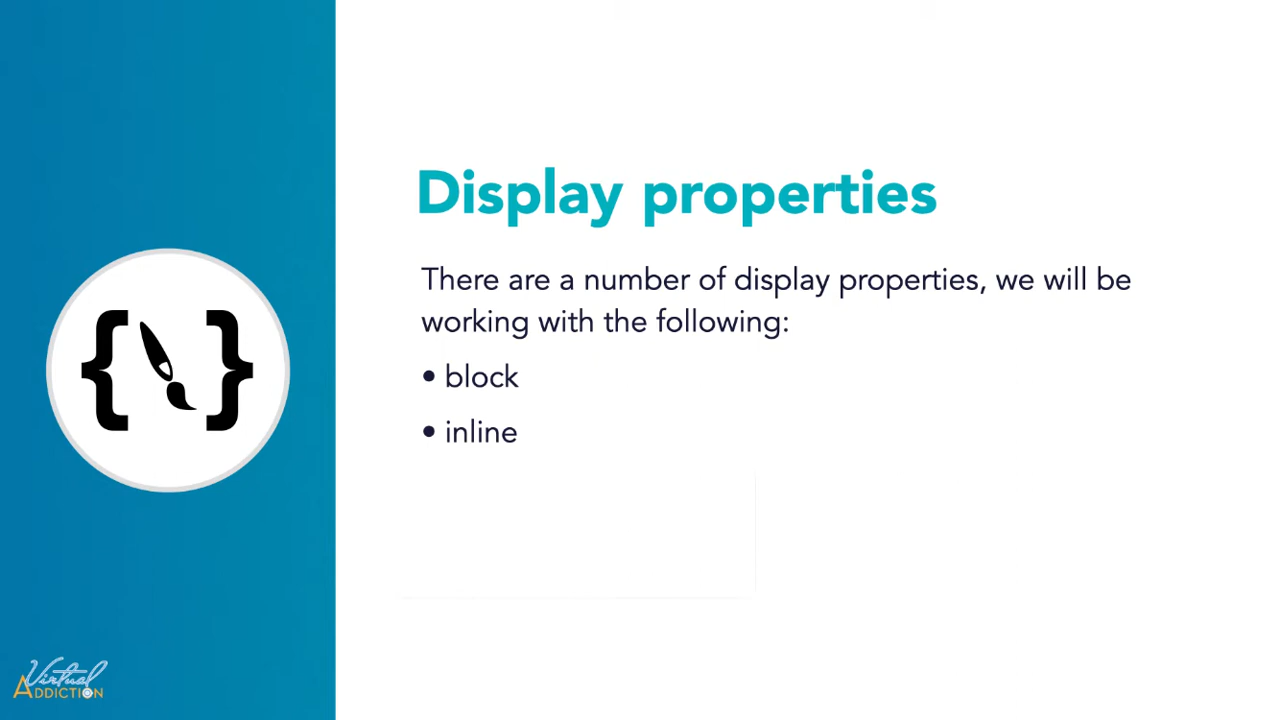 Display properties
There are a number of display properties, we will be
working with the following:
• block
• inline
Virtual
ADDICTION